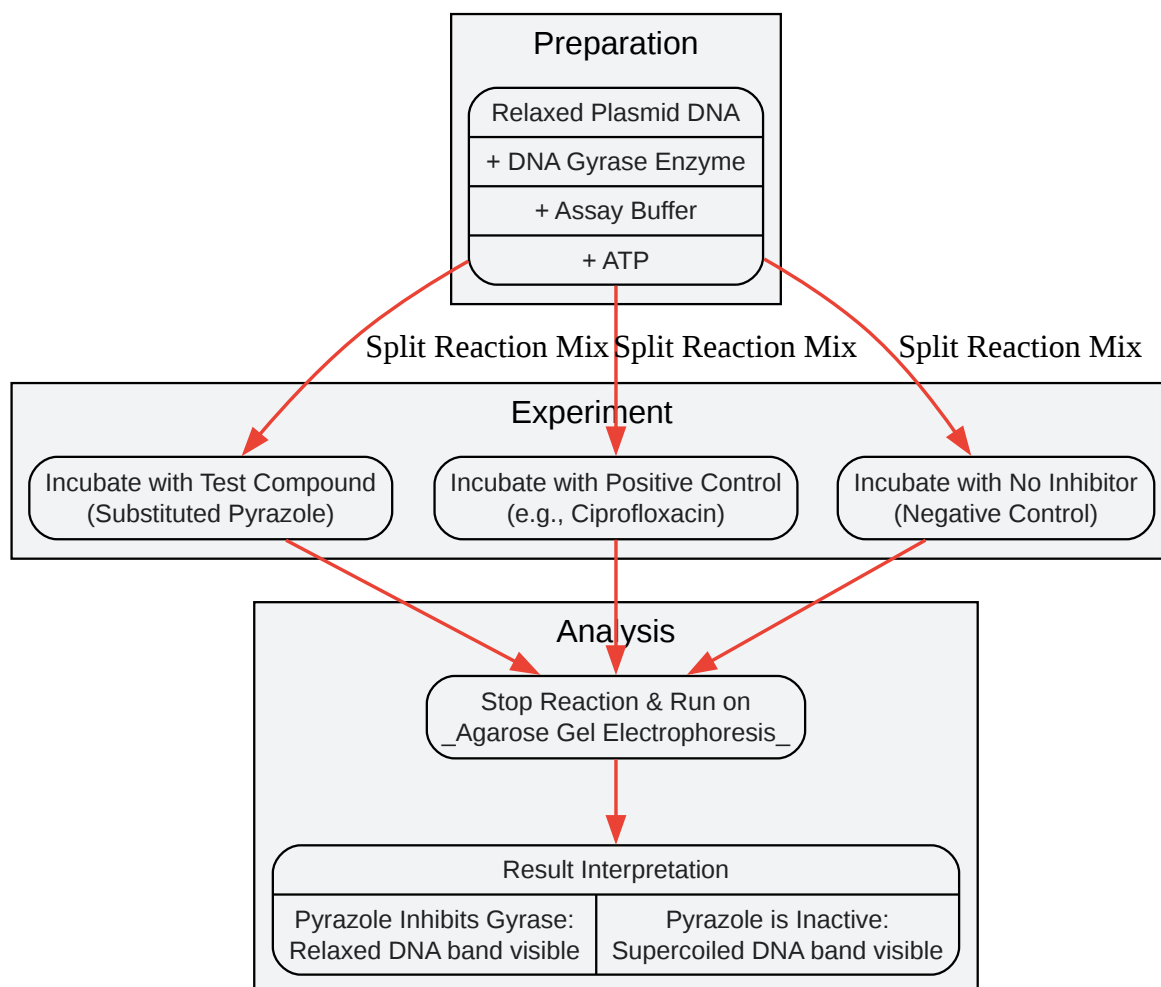 Preparation
Relaxed Plasmid DNA
+ DNA Gyrase Enzyme
+ Assay Buffer
+ ATP
Split Reaction Mix
Split Reaction Mix
Split Reaction Mix
Experiment
Incubate with Test Compound
(Substituted Pyrazole)
Incubate with Positive Control
(e.g., Ciprofloxacin)
Incubate with No Inhibitor
(Negative Control)
Analysis
Stop Reaction & Run on
_Agarose Gel Electrophoresis_
Result Interpretation
Pyrazole Inhibits Gyrase:
Relaxed DNA band visible
Pyrazole is Inactive:
Supercoiled DNA band visible